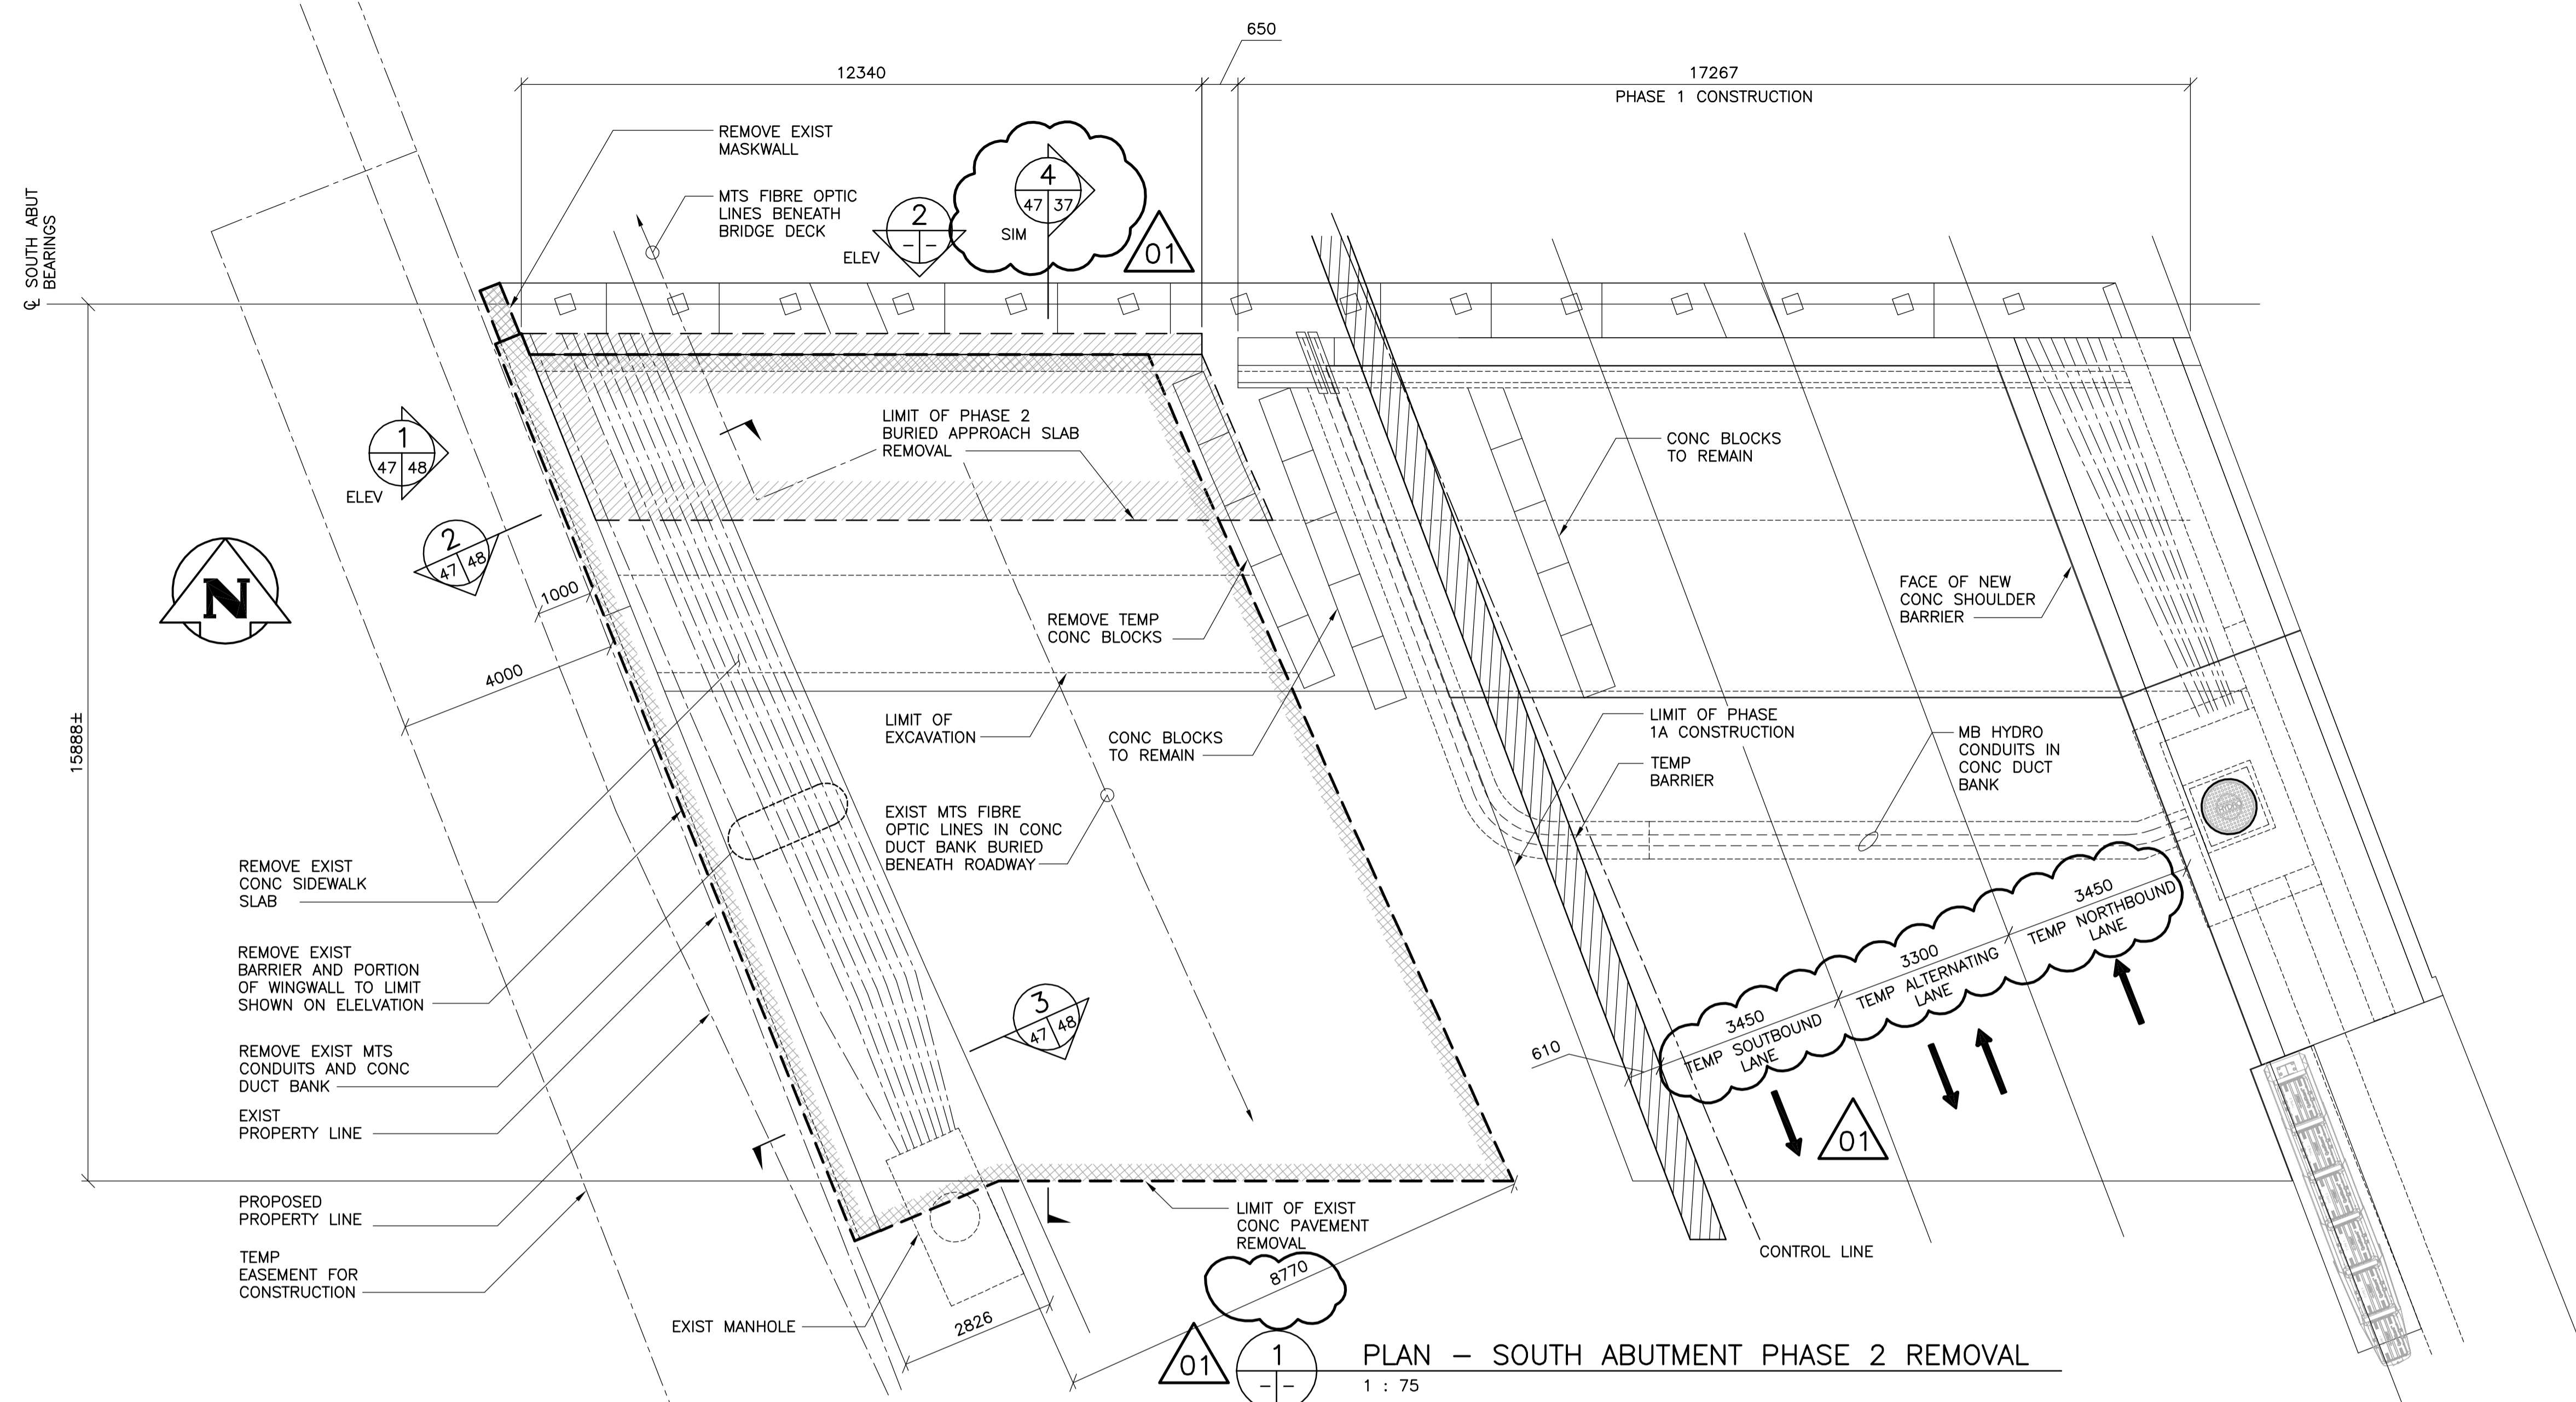 650
12340
17267
PHASE 1 CONSTRUCTION
REMOVE EXIST
MASKWALL
MTS FIBRE OPTIC
LINES BENEATH
BRIDGE DECK
2
- -
ELEV
4
47 37
SIM
01
℄ SOUTH ABUT
BEARINGS
1
47 48
ELEV
2
47 48
N
1000
4000
15888±
LIMIT OF PHASE 2
BURIED APPROACH SLAB
REMOVAL
CONC BLOCKS
TO REMAIN
FACE OF NEW
CONC SHOULDER
BARRIER
REMOVE TEMP
CONC BLOCKS
LIMIT OF
EXCAVATION
CONC BLOCKS
TO REMAIN
LIMIT OF PHASE
1A CONSTRUCTION
TEMP
BARRIER
MB HYDRO
CONDUITS IN
CONC DUCT
BANK
EXIST MTS FIBRE
OPTIC LINES IN CONC
DUCT BANK BURIED
BENEATH ROADWAY
REMOVE EXIST
CONC SIDEWALK
SLAB
REMOVE EXIST
BARRIER AND PORTION
OF WINGWALL TO LIMIT
SHOWN ON ELELVATION
REMOVE EXIST MTS
CONDUITS AND CONC
DUCT BANK
EXIST
PROPERTY LINE
PROPOSED
PROPERTY LINE
TEMP
EASEMENT FOR
CONSTRUCTION
3
47 48
610
3450
TEMP SOUTBOUND
LANE
3300
TEMP ALTERNATING
LANE
3450
TEMP NORTHBOUND
LANE
01
LIMIT OF EXIST
CONC PAVEMENT
REMOVAL
CONTROL LINE
8770
EXIST MANHOLE
2826
01
1
- -
PLAN – SOUTH ABUTMENT PHASE 2 REMOVAL
1 : 75